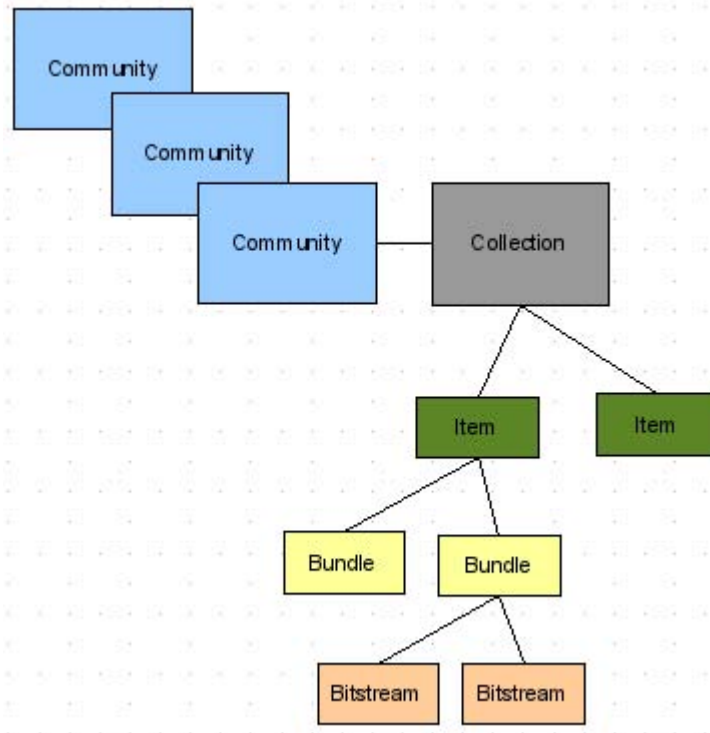 Community
Community
Community
Collection
Item
Item
Bundle
Bundle
Bitstream
Bitstream